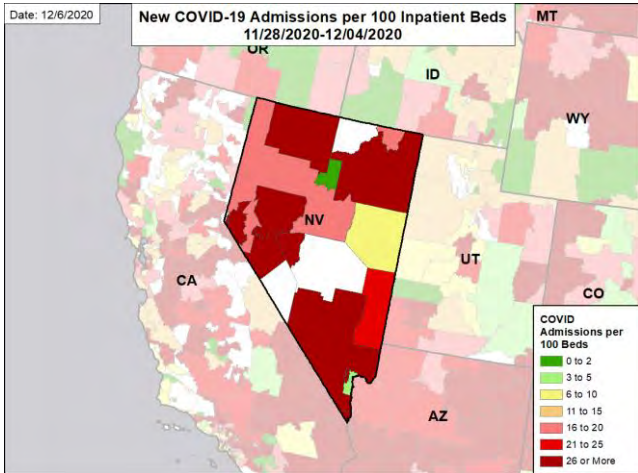 Date: 12/6/2020
New COVID-19 Admissions per 100 Inpatient Beds
11/28/2020-12/04/2020
MT
OR
ID
WY
NV
UT
CA
CO
AZ
COVID
Admissions per
100 Beds
0 to 2
3 to 5
6 to 10
11 to 15
16 to 20
21 to 25
26 or More